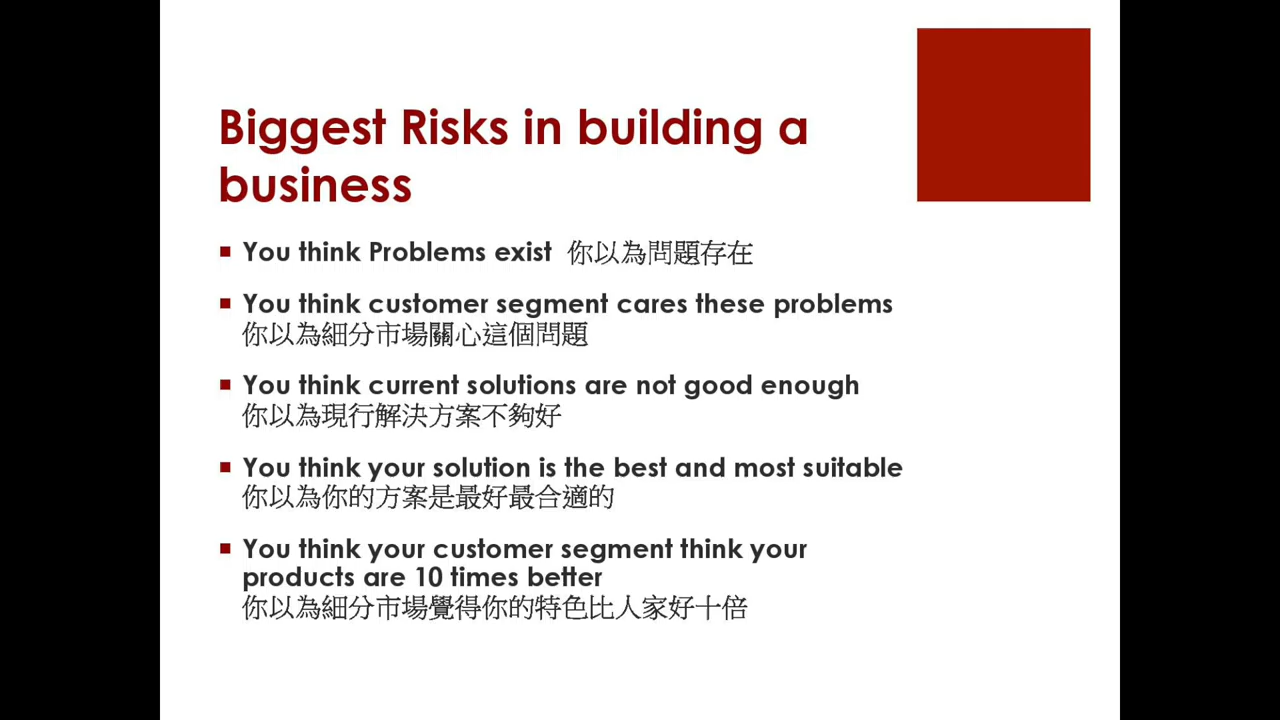 Biggest Risks in building a
business
You think Problems exist 你以為問題存在
You think customer segment cares these problems
你以為細分市場關心這個問題
You think current solutions are not good enough
你以為現行解決方案不夠好
You think your solution is the best and most suitable
你以為你的方案是最好最合適的
You think your customer segment think your
products are 10 times better
你以為細分市場覺得你的特色比人家好十倍